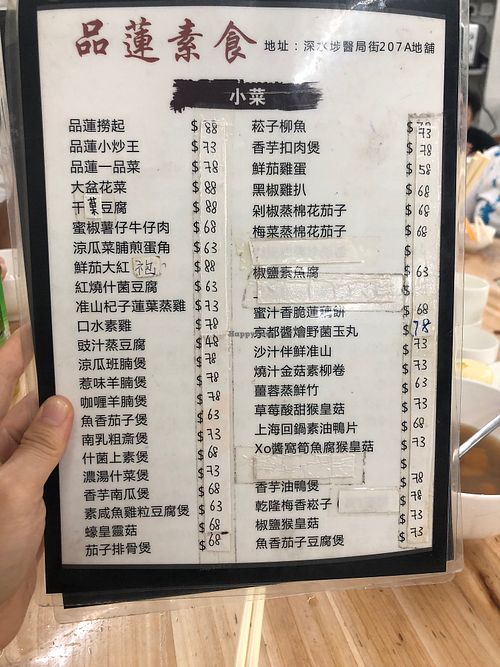 品蓮素食 地址：深水埗醫局街207A地舖
小菜
品蓮撈起 $88
品蓮小炒王 $73
品蓮一品菜 $78
大盆花菜 $88
干菓豆腐 $88
蜜椒薯仔牛仔肉 $68
涼瓜菜脯煎蛋角 $63
鮮茄大紅袍 $88
紅燒什菌豆腐 $63
准山杞子蓮葉蒸雞 $73
口水素雞 $78
豉汁蒸豆腐 $48
涼瓜班腩煲 $78
惹味羊腩煲 $78
咖喱羊腩煲 $78
魚香茄子煲 $63
南乳粗齋煲 $73
什菌上素煲 $68
濃湯什菜煲 $73
香芋南瓜煲 $68
素咸魚雞粒豆腐煲 $63
蠔皇靈菇 $68
茄子排骨煲 $68
菘子柳魚 $73
香芋扣肉煲 $78
鮮茄雞蛋 $58
黑椒雞扒 $68
剁椒蒸棉花茄子 $68
梅菜蒸棉花茄子 $68
椒鹽素魚腐 $63
蜜汁香脆蓮藕餅 $68
京都醬燴野菌玉丸 $78
沙汁伴鮮准山 $73
燒汁金菇素柳卷 $73
薑蓉蒸鮮竹 $63
草莓酸甜猴皇菇 $73
上海回鍋素油鴨片 $68
Xo醬窩筍魚腐猴皇菇 $73
香芋油鴨煲 $78
乾隆梅香菘子 $78
椒鹽猴皇菇 $73
魚香茄子豆腐煲 $73